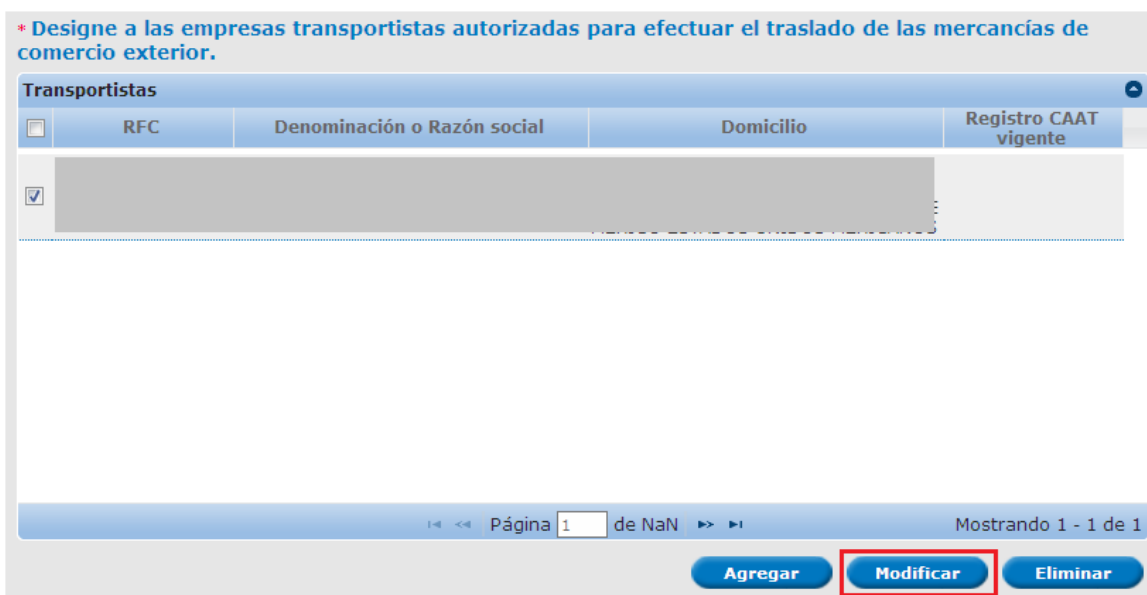 * Designe a las empresas transportistas autorizadas para efectuar el traslado de las mercancías de
comercio exterior.
Transportistas
RFC Denominación o Razón social Domicilio Registro CAAT
vigente
Página 1 de NaN Mostrando 1 - 1 de 1
Agregar Modificar Eliminar